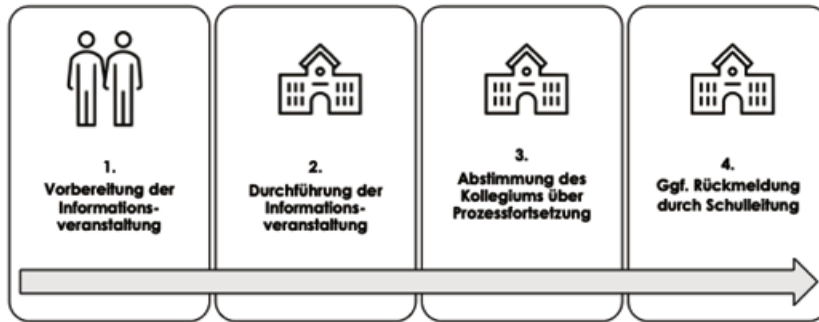 1.
Vorbereitung der
Informations-
veranstaltung
2.
Durchführung der
Informations-
veranstaltung
3.
Abstimmung des
Kollegiums über
Prozessfortsetzung
4.
Ggf. Rückmeldung
durch Schulleitung